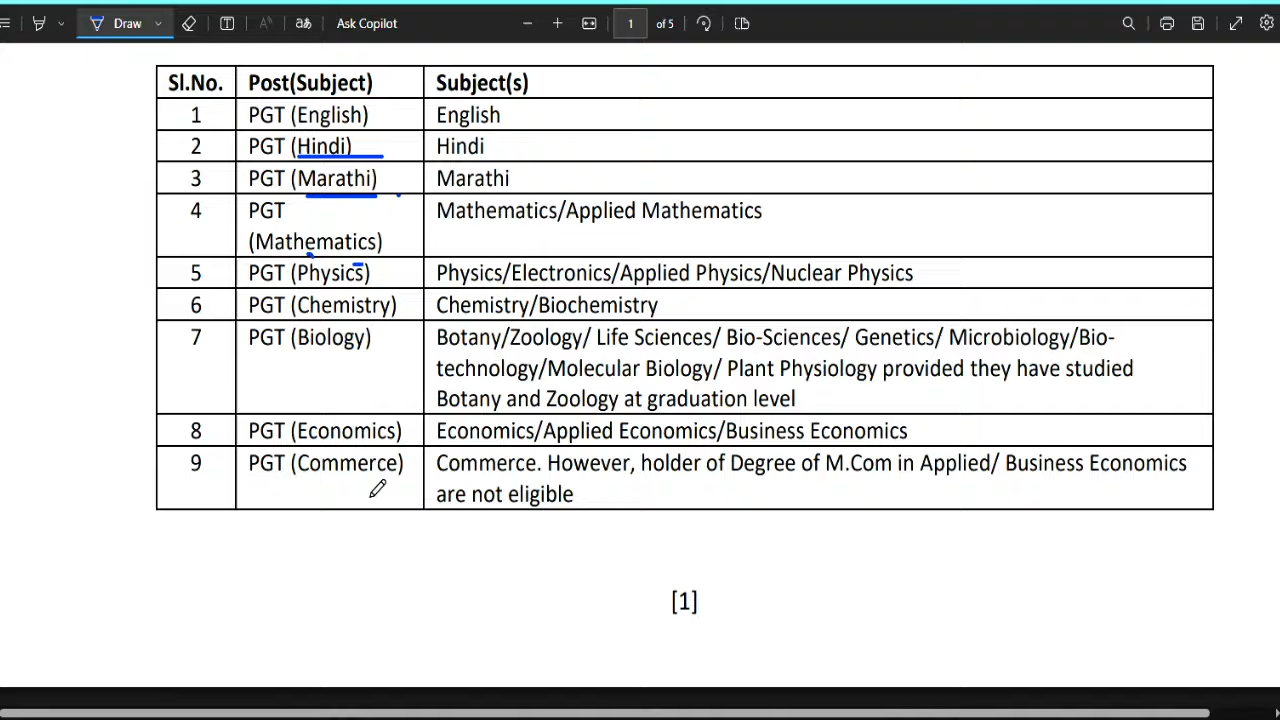 Draw
Ask Copilot
1 of 5
Sl.No. Post(Subject) Subject(s)
1 PGT (English) English
2 PGT (Hindi) Hindi
3 PGT (Marathi) Marathi
4 PGT Mathematics/Applied Mathematics
(Mathematics)
5 PGT (Physics) Physics/Electronics/Applied Physics/Nuclear Physics
6 PGT (Chemistry) Chemistry/Biochemistry
7 PGT (Biology) Botany/Zoology/ Life Sciences/ Bio-Sciences/ Genetics/ Microbiology/Bio-
technology/Molecular Biology/ Plant Physiology provided they have studied
Botany and Zoology at graduation level
8 PGT (Economics) Economics/Applied Economics/Business Economics
9 PGT (Commerce) Commerce. However, holder of Degree of M.Com in Applied/ Business Economics
are not eligible
[1]